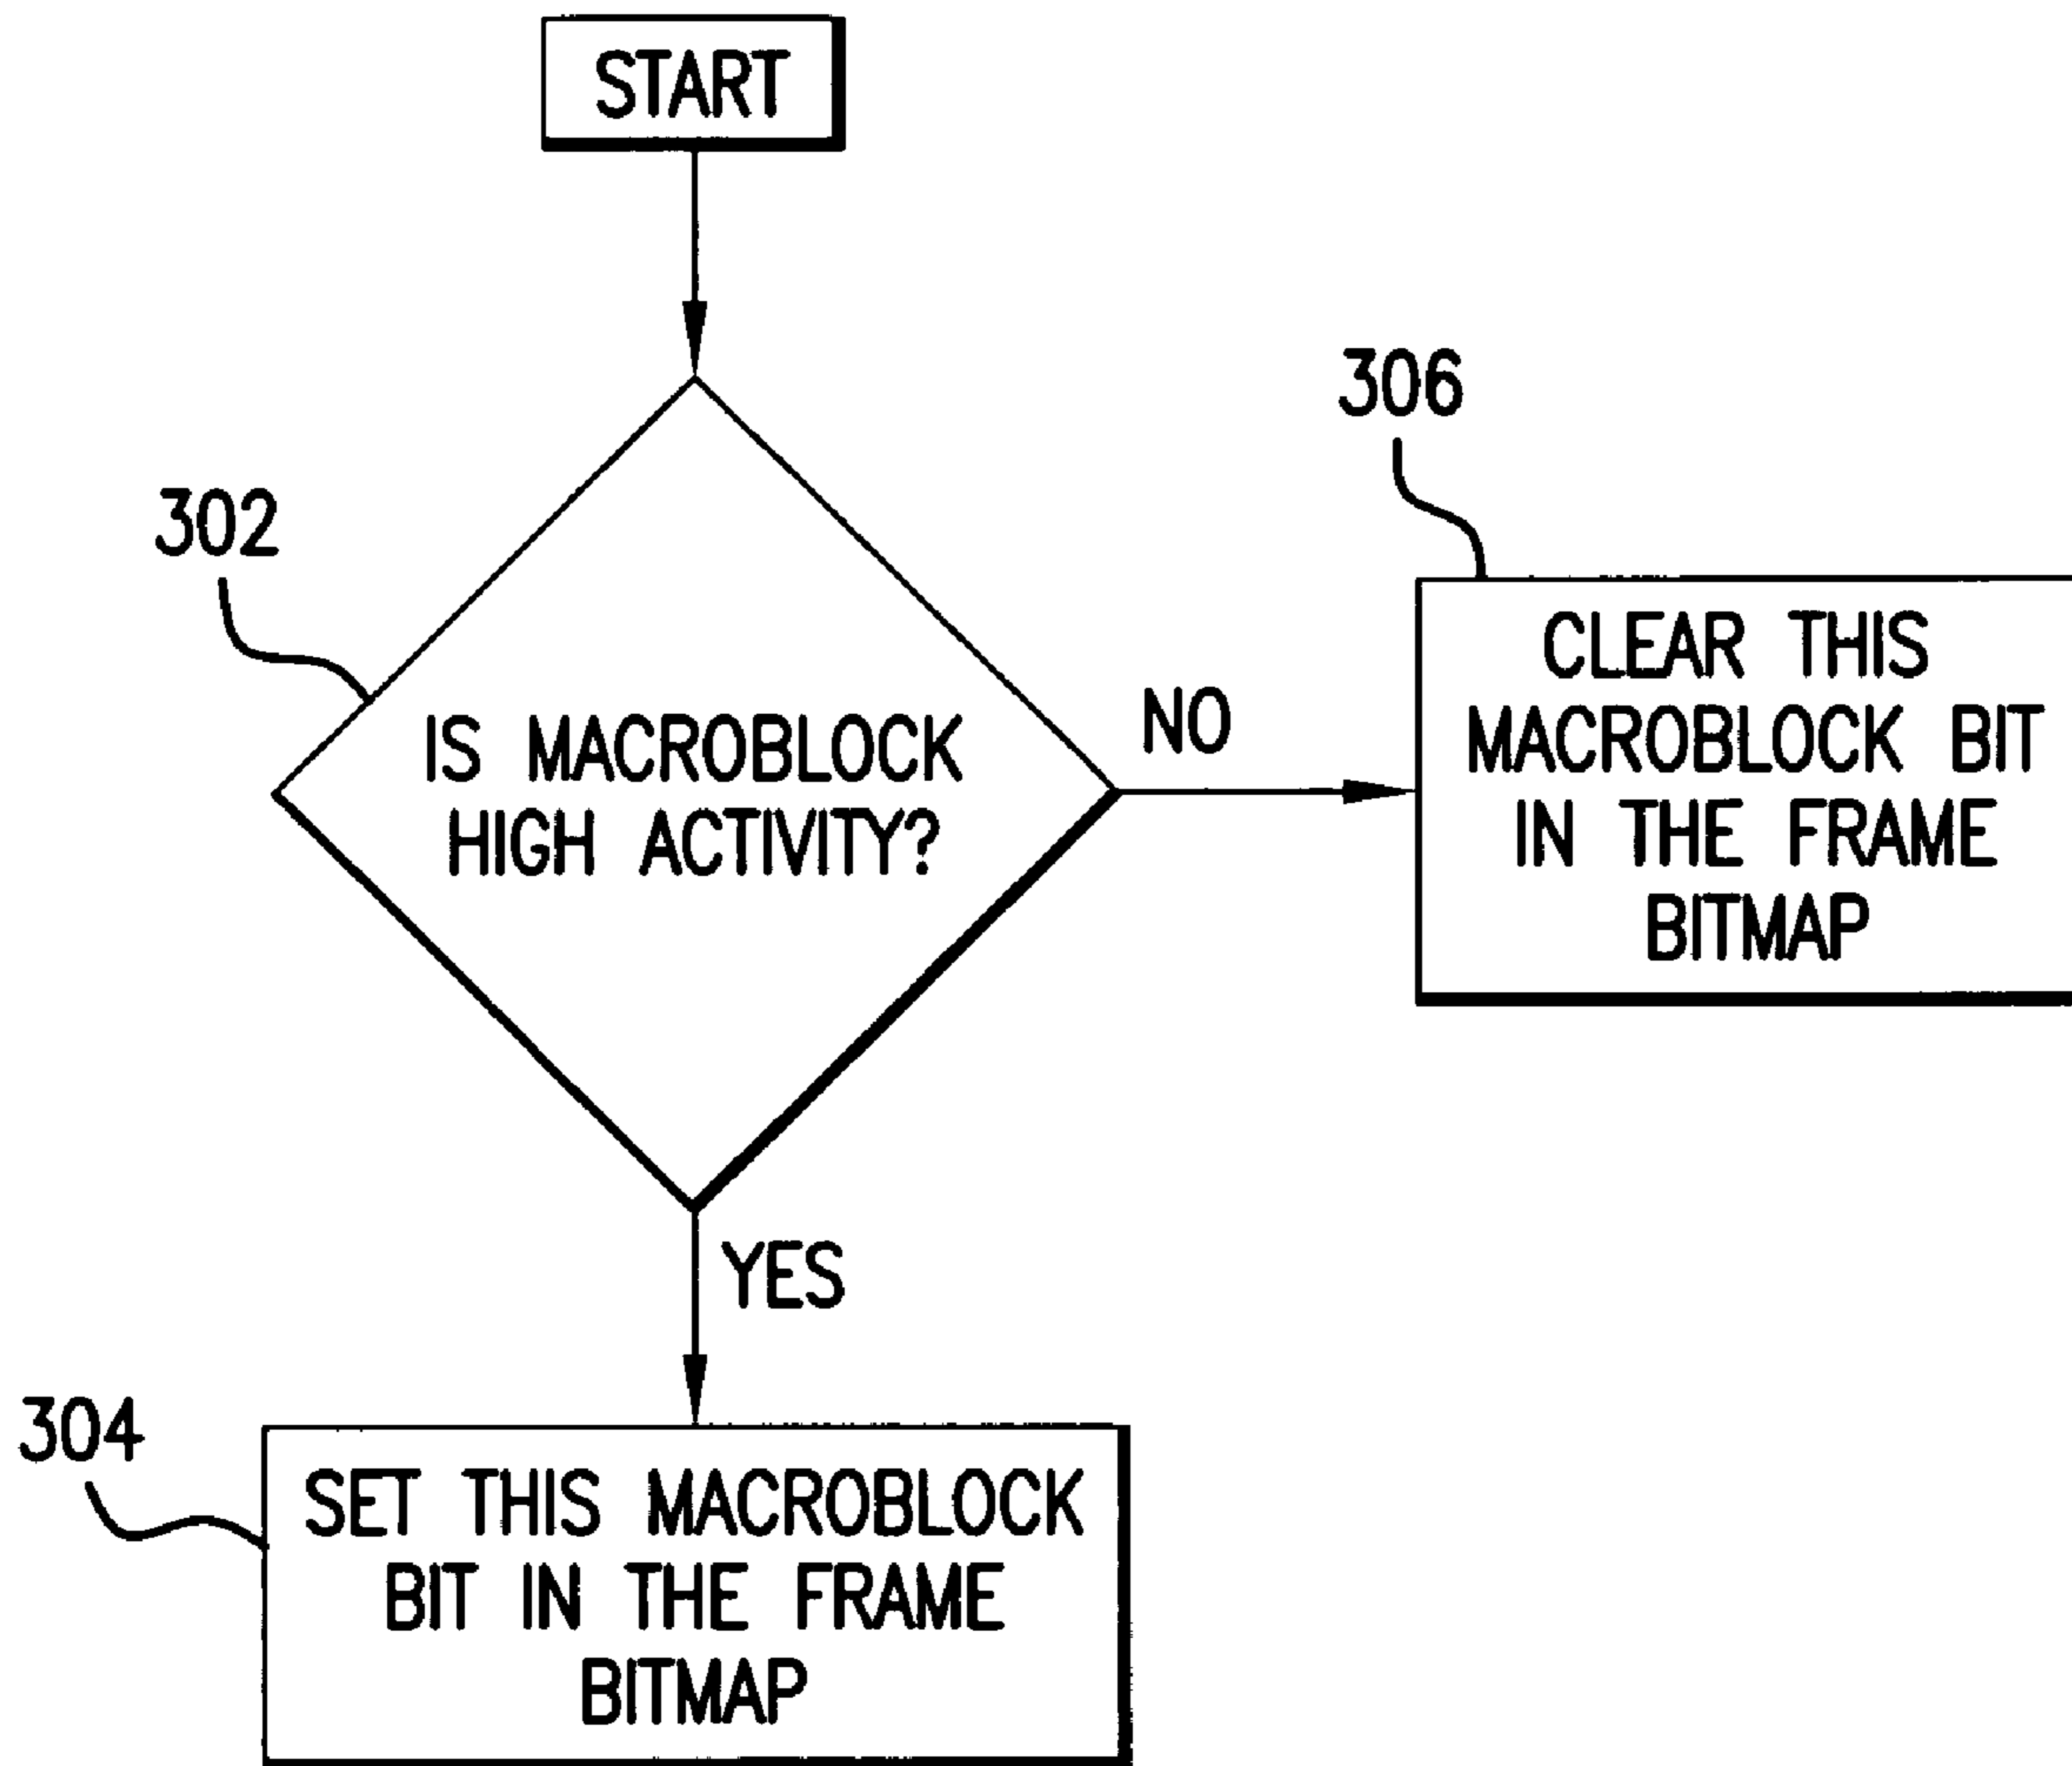 START
302
IS MACROBLOCK
HIGH ACTIVITY?
NO
306
CLEAR THIS
MACROBLOCK BIT
IN THE FRAME
BITMAP
YES
304
SET THIS MACROBLOCK
BIT IN THE FRAME
BITMAP